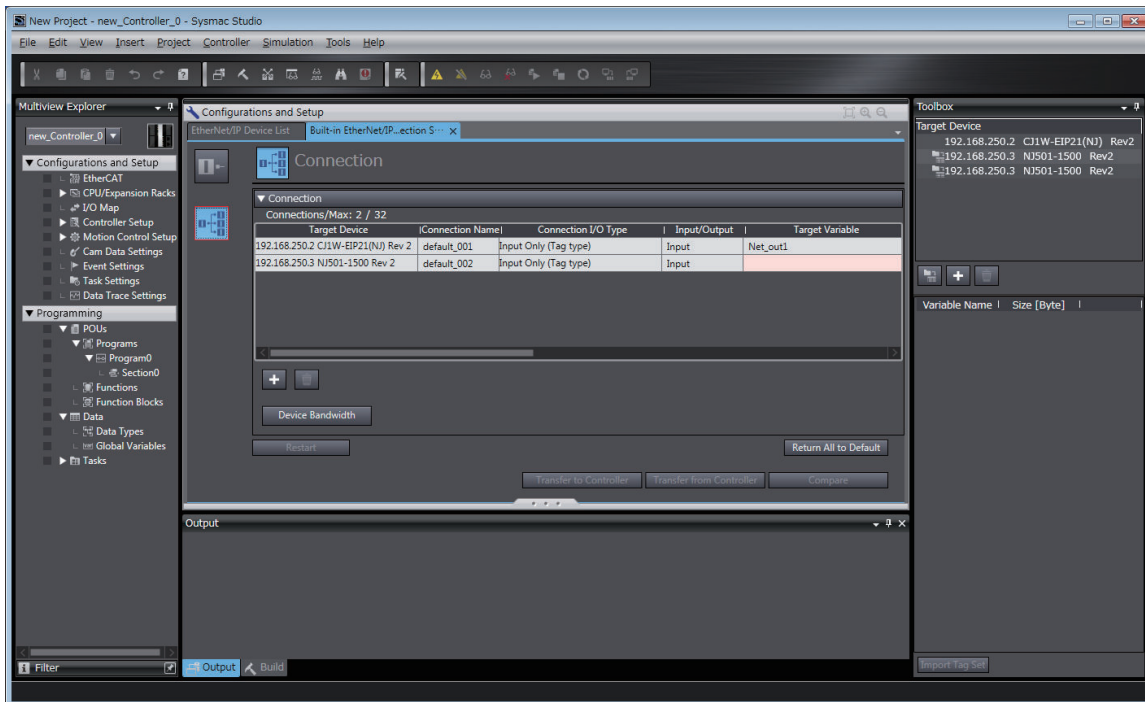 New Project - new_Controller_0 - Sysmac Studio
File Edit View Insert Project Controller Simulation Tools Help
Multiview Explorer
new_Controller_0
Configurations and Setup
EtherCAT
CPU/Expansion Racks
I/O Map
Controller Setup
Motion Control Setup
Cam Data Settings
Event Settings
Task Settings
Data Trace Settings
Programming
POUs
Programs
Program0
Section0
Functions
Function Blocks
Data
Data Types
Global Variables
Tasks
Filter
Configurations and Setup
EtherNet/IP Device List Built-in EtherNet/IP...ection S...
Connection
Connection
Connections/Max: 2 / 32
Target Device Connection Name Connection I/O Type Input/Output Target Variable
192.168.250.2 CJ1W-EIP21(NJ) Rev 2 default_001 Input Only (Tag type) Input Net_out1
192.168.250.3 NJ501-1500 Rev 2 default_002 Input Only (Tag type) Input
Device Bandwidth
Restart Return All to Default
Transfer to Controller Transfer from Controller Compare
Output
Output Build
Toolbox
Target Device
192.168.250.2 CJ1W-EIP21(NJ) Rev2
192.168.250.3 NJ501-1500 Rev2
192.168.250.3 NJ501-1500 Rev2
Variable Name Size [Byte]
Import Tag Set